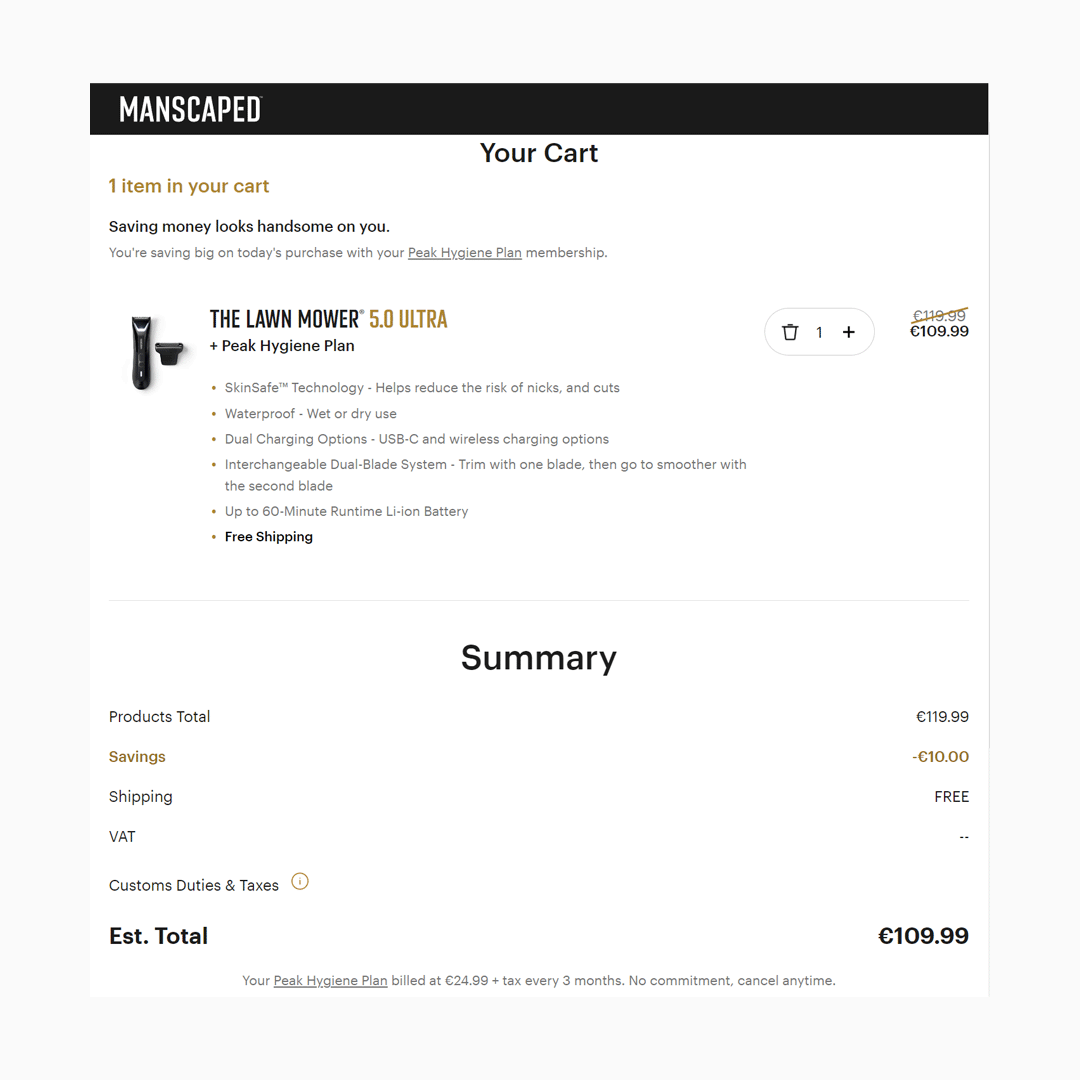 MANSCAPED
Your Cart
1 item in your cart
Saving money looks handsome on you.
You're saving big on today's purchase with your Peak Hygiene Plan membership.
THE LAWN MOWER® 5.0 ULTRA
+ Peak Hygiene Plan
1 +
€119.99
€109.99
• SkinSafe™ Technology - Helps reduce the risk of nicks, and cuts
• Waterproof - Wet or dry use
• Dual Charging Options - USB-C and wireless charging options
• Interchangeable Dual-Blade System - Trim with one blade, then go to smoother with
the second blade
• Up to 60-Minute Runtime Li-ion Battery
• Free Shipping
Summary
Products Total €119.99
Savings -€10.00
Shipping FREE
VAT --
Customs Duties & Taxes
Est. Total €109.99
Your Peak Hygiene Plan billed at €24.99 + tax every 3 months. No commitment, cancel anytime.